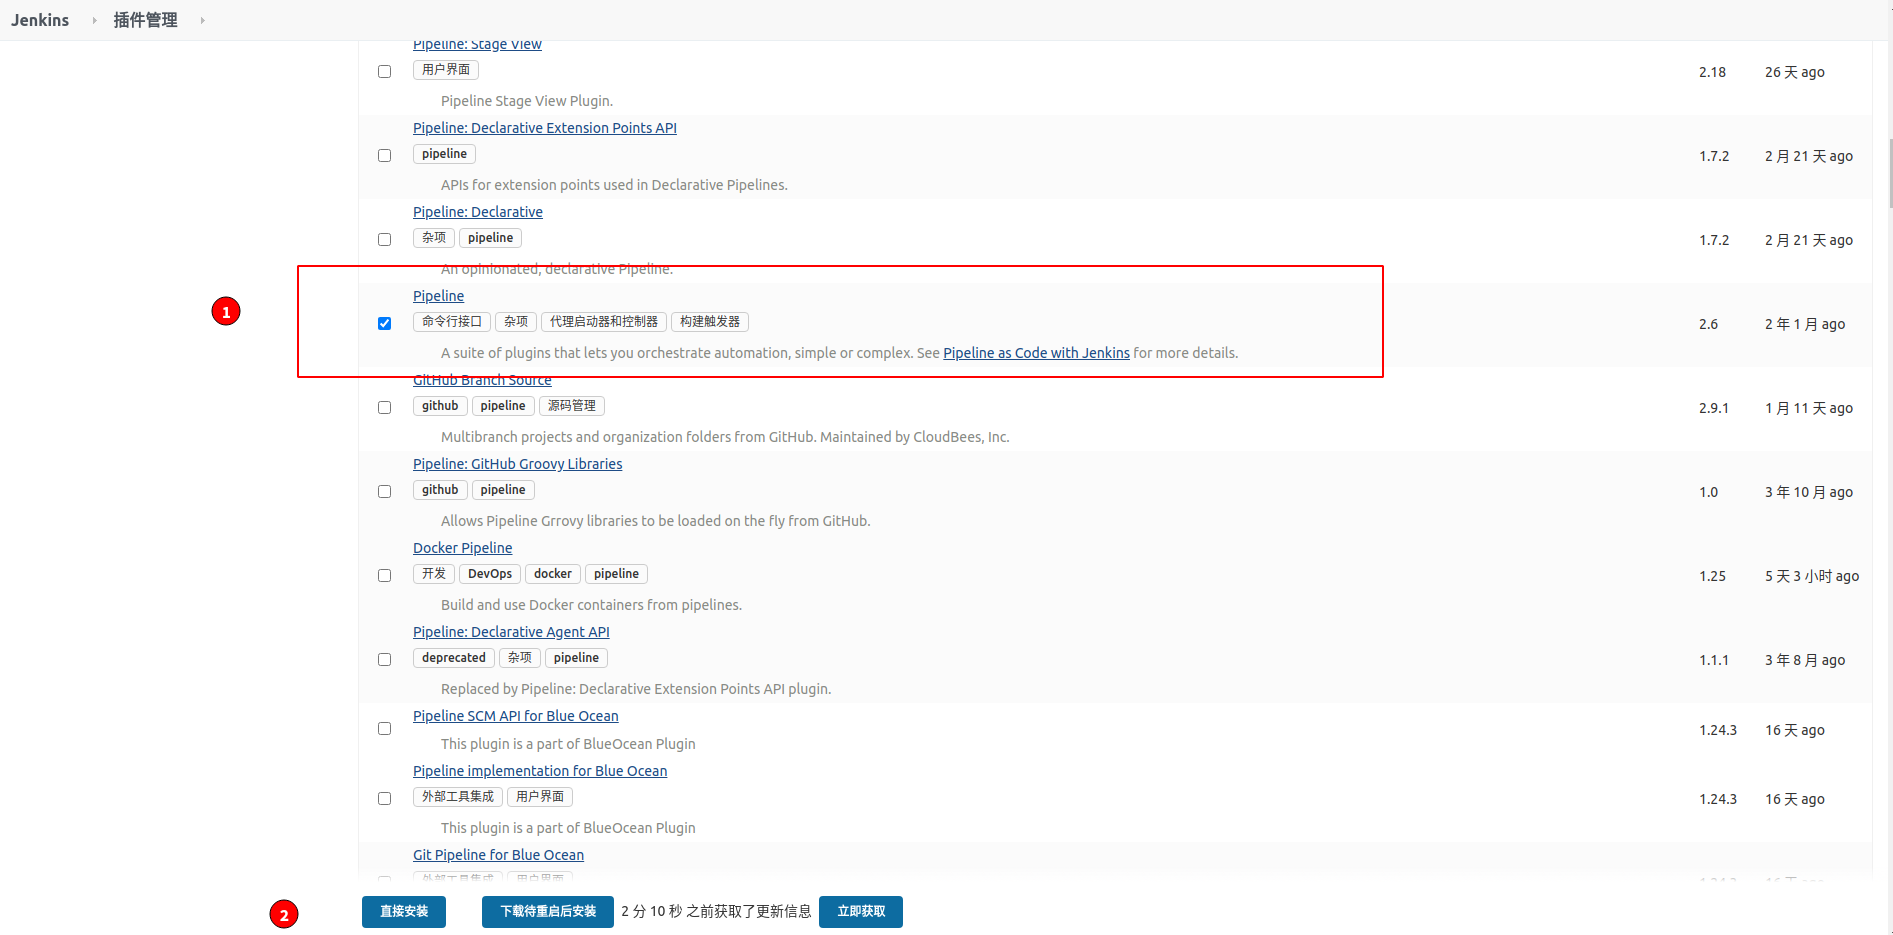 Jenkins 插件管理
Pipeline: Stage View
用户界面
2.18 26 天 ago
Pipeline Stage View Plugin.
Pipeline: Declarative Extension Points API
pipeline
1.7.2 2 月 21 天 ago
APIs for extension points used in Declarative Pipelines.
Pipeline: Declarative
杂项 pipeline
1.7.2 2 月 21 天 ago
An opinionated, declarative Pipeline.
Pipeline
1
命令行接口 杂项 代理启动器和控制器 构建触发器
2.6 2 年 1 月 ago
A suite of plugins that lets you orchestrate automation, simple or complex. See Pipeline as Code with Jenkins for more details.
GitHub Branch Source
github pipeline 源码管理
2.9.1 1 月 11 天 ago
Multibranch projects and organization folders from GitHub. Maintained by CloudBees, Inc.
Pipeline: GitHub Groovy Libraries
github pipeline
1.0 3 年 10 月 ago
Allows Pipeline Grrovy libraries to be loaded on the fly from GitHub.
Docker Pipeline
开发 DevOps docker pipeline
1.25 5 天 3 小时 ago
Build and use Docker containers from pipelines.
Pipeline: Declarative Agent API
deprecated 杂项 pipeline
1.1.1 3 年 8 月 ago
Replaced by Pipeline: Declarative Extension Points API plugin.
Pipeline SCM API for Blue Ocean
1.24.3 16 天 ago
This plugin is a part of BlueOcean Plugin
Pipeline implementation for Blue Ocean
外部工具集成 用户界面
1.24.3 16 天 ago
This plugin is a part of BlueOcean Plugin
Git Pipeline for Blue Ocean
外部工具集成 用户界面
2 直接安装 下载待重启后安装 2 分 10 秒 之前获取了更新信息 立即获取